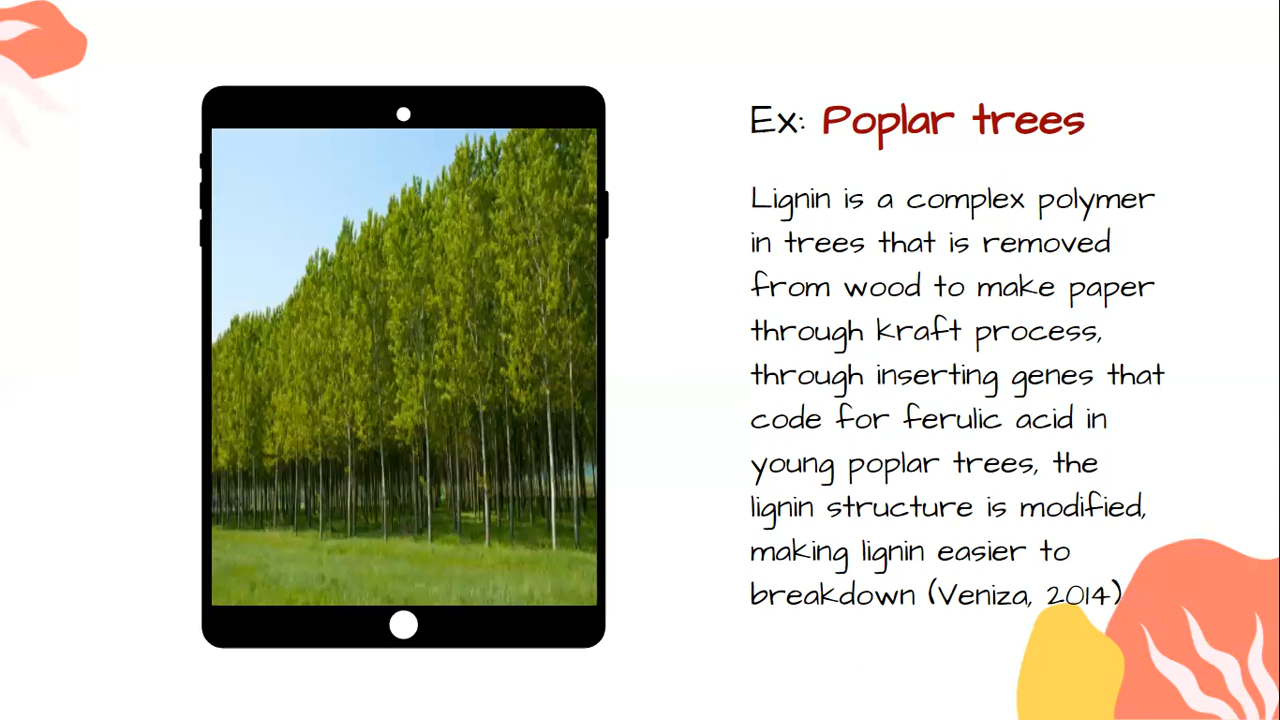 Ex: Poplar trees
Lignin is a complex polymer
in trees that is removed
from wood to make paper
through kraft process,
through inserting genes that
code for ferulic acid in
young poplar trees, the
lignin structure is modified,
making lignin easier to
breakdown (Veniza, 2014)